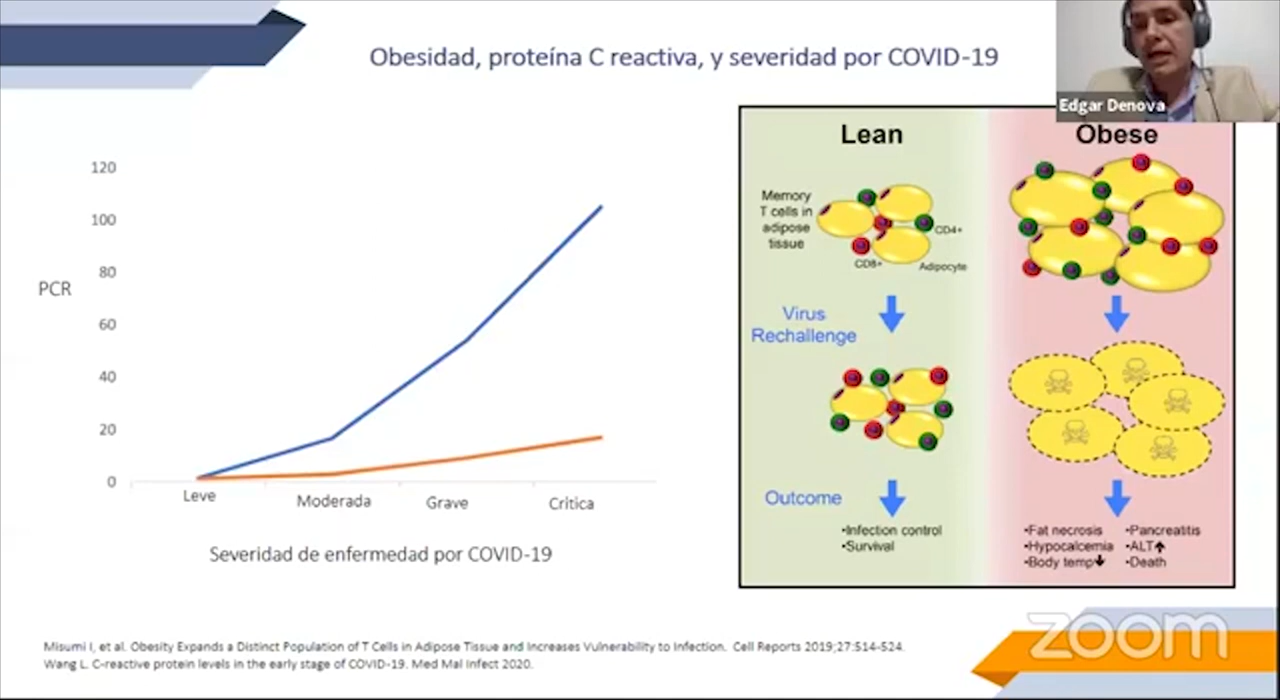 Obesidad, proteína C reactiva, y severidad por COVID-19
Edgar Denova
120
100
80
60
40
20
0
PCR
Leve
Moderada
Grave
Crítica
Severidad de enfermedad por COVID-19
Lean
Obese
Memory
T cells in
adipose
tissue
CD4+
CD8+
Adipocyte
Virus
Rechallenge
Outcome
•Infection control
•Survival
•Fat necrosis
•Hypocalcemia
•Body temp
•Pancreatitis
•ALT
•Death
Misumi I, et al. Obesity Expands a Distinct Population of T Cells in Adipose Tissue and Increases Vulnerability to Infection. Cell Reports 2019;27:514-524.
Wang L. C-reactive protein levels in the early stage of COVID-19. Med Mal Infect 2020.
zoom